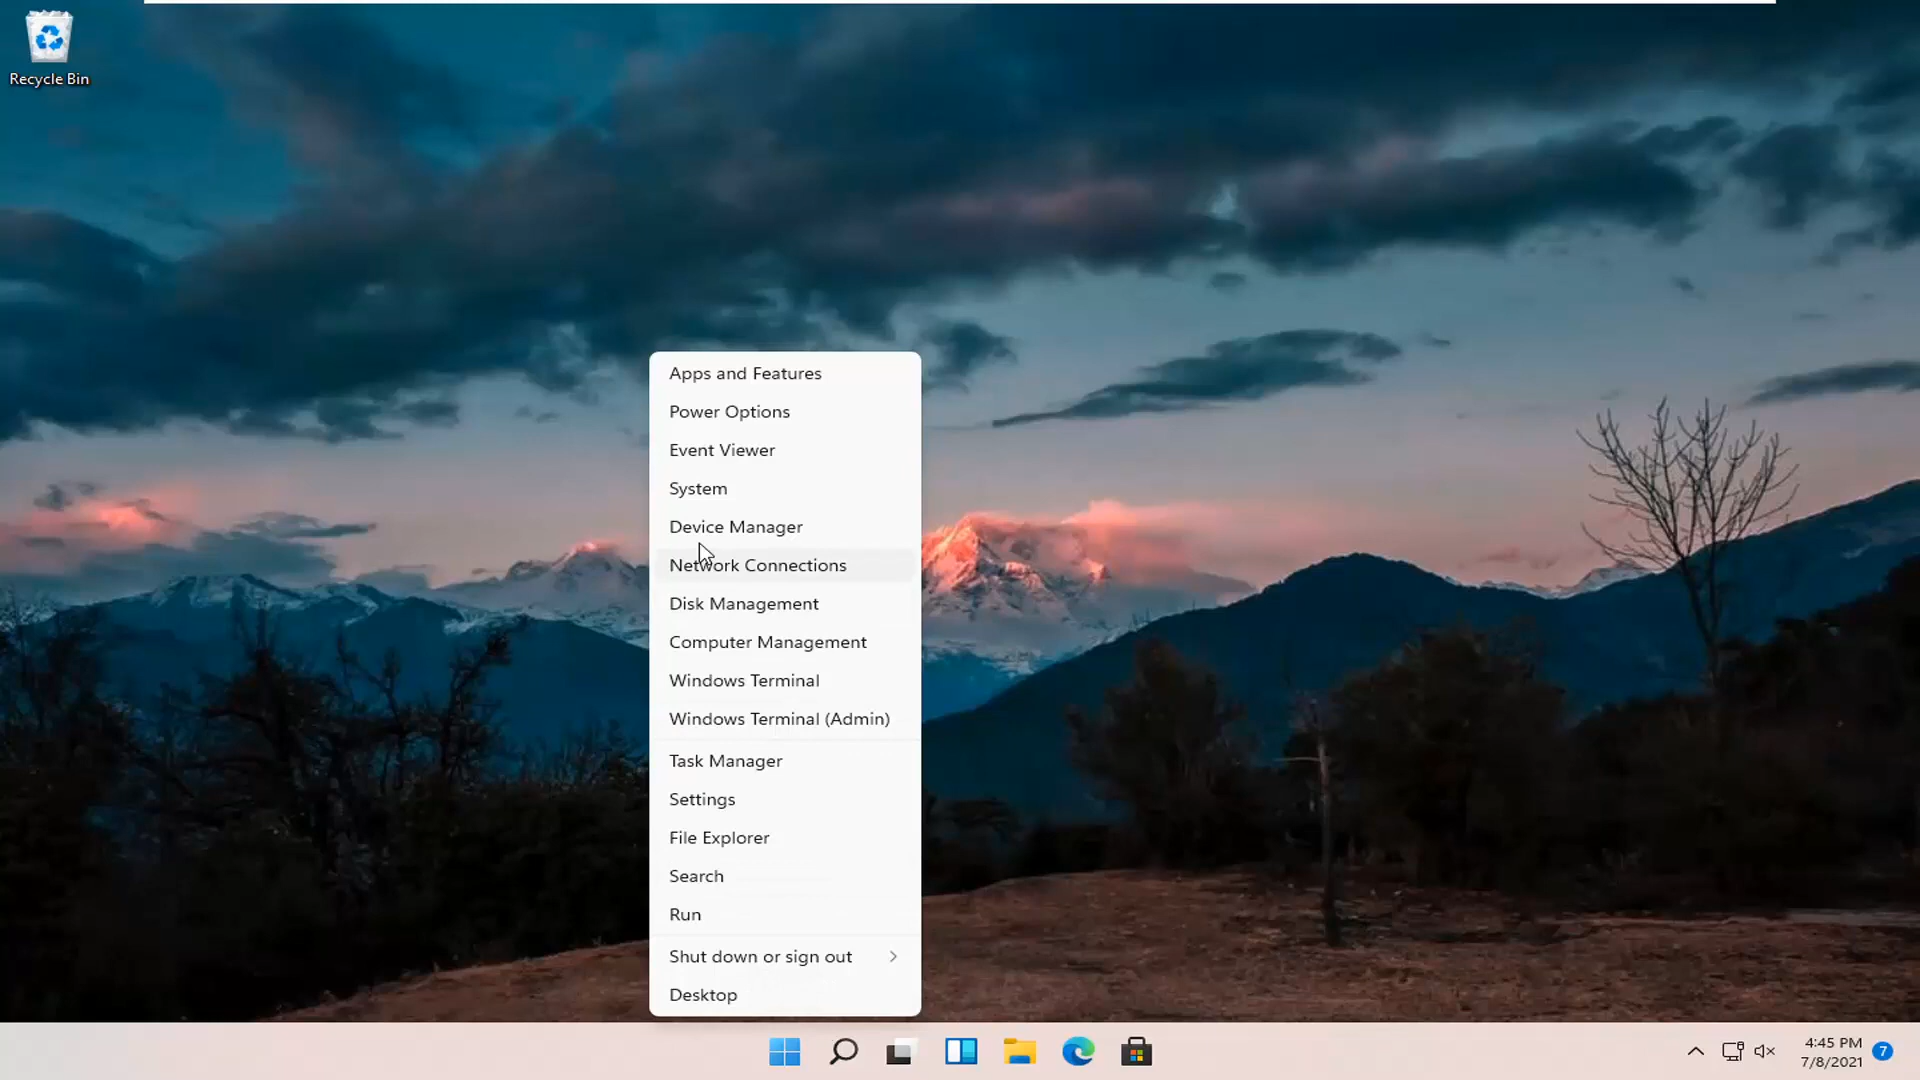 Recycle Bin
Apps and Features
Power Options
Event Viewer
System
Device Manager
Network Connections
Disk Management
Computer Management
Windows Terminal
Windows Terminal (Admin)
Task Manager
Settings
File Explorer
Search
Run
Shut down or sign out
Desktop
4:45 PM
7/8/2021
7